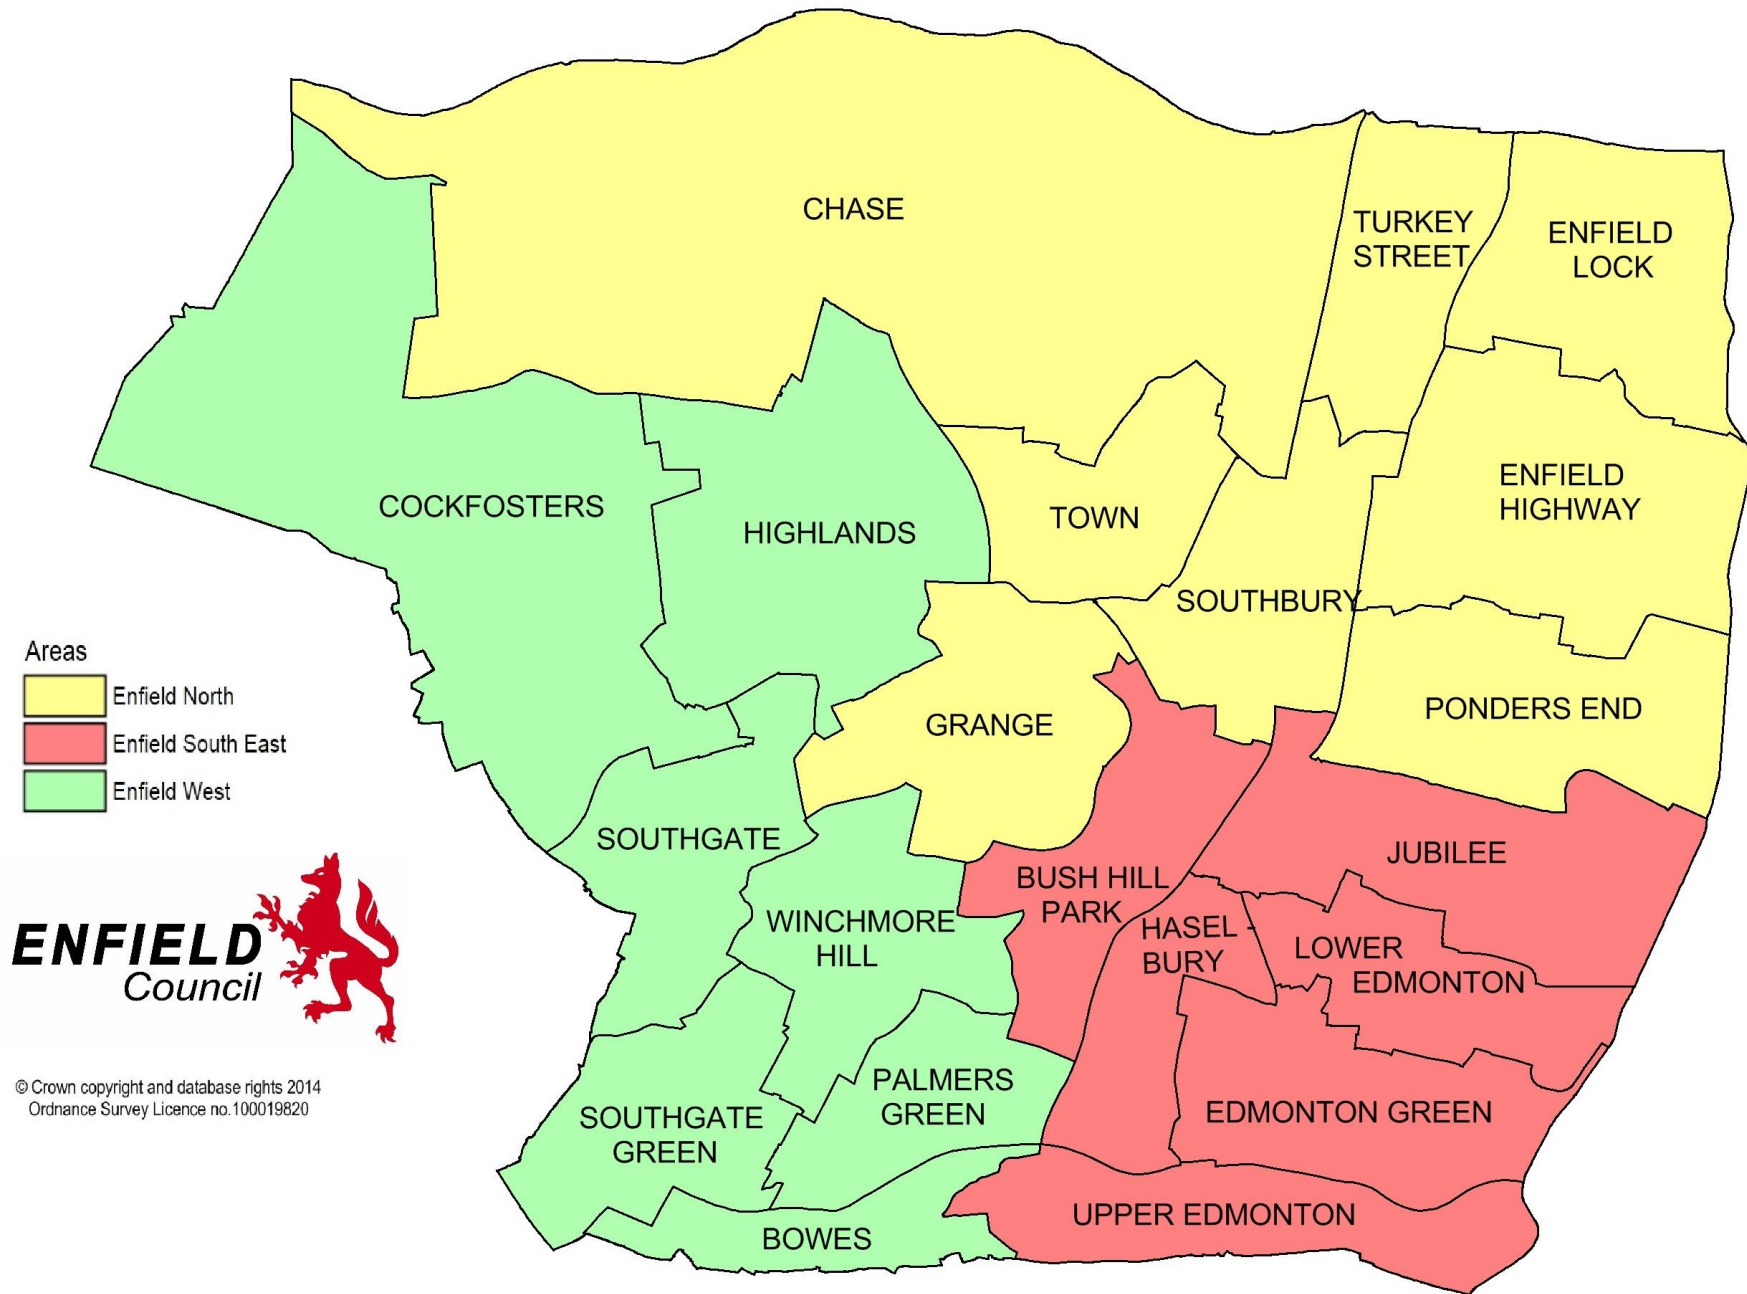 CHASE
TURKEY
STREET
ENFIELD
LOCK
COCKFOSTERS
HIGHLANDS
TOWN
ENFIELD
HIGHWAY
SOUTHBURY
GRANGE
PONDERS END
Areas
Enfield North
Enfield South East
Enfield West
SOUTHGATE
JUBILEE
BUSH HILL
PARK
WINCHMORE
HILL
HASEL -
BURY
LOWER
EDMONTON
ENFIELD
Council
PALMERS
GREEN
EDMONTON GREEN
SOUTHGATE
GREEN
UPPER EDMONTON
BOWES
© Crown copyright and database rights 2014
Ordnance Survey Licence no.100019820